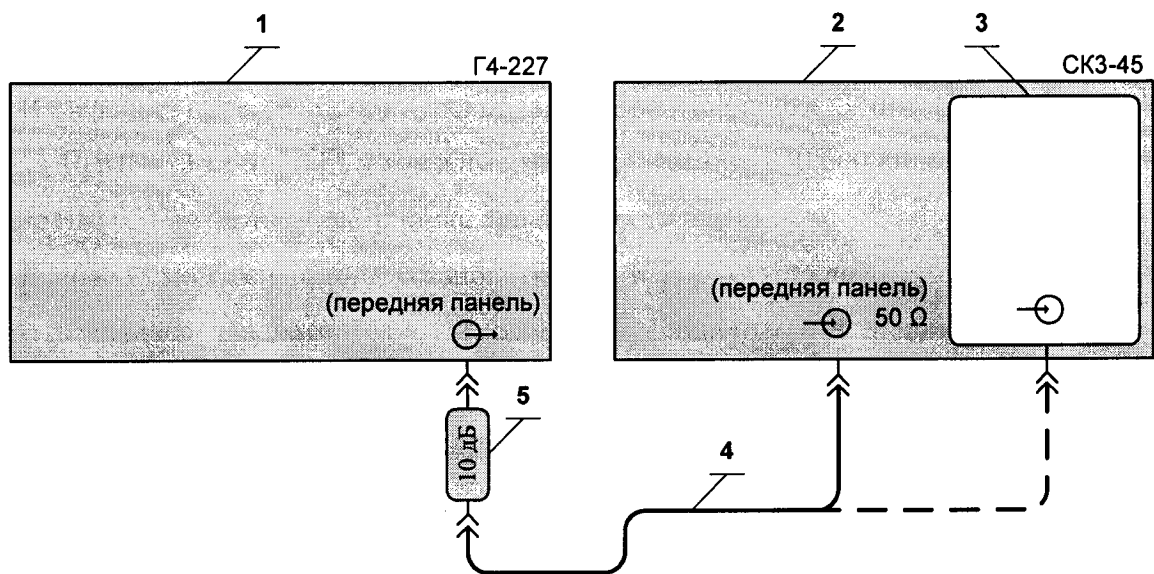 1
2
3
Г4-227
СК3-45
(передняя панель)
(передняя панель)
50 Ω
5
10 дБ
4